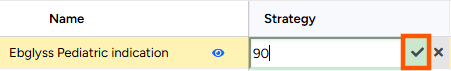 Name Strategy
Ebglyss Pediatric indication 90